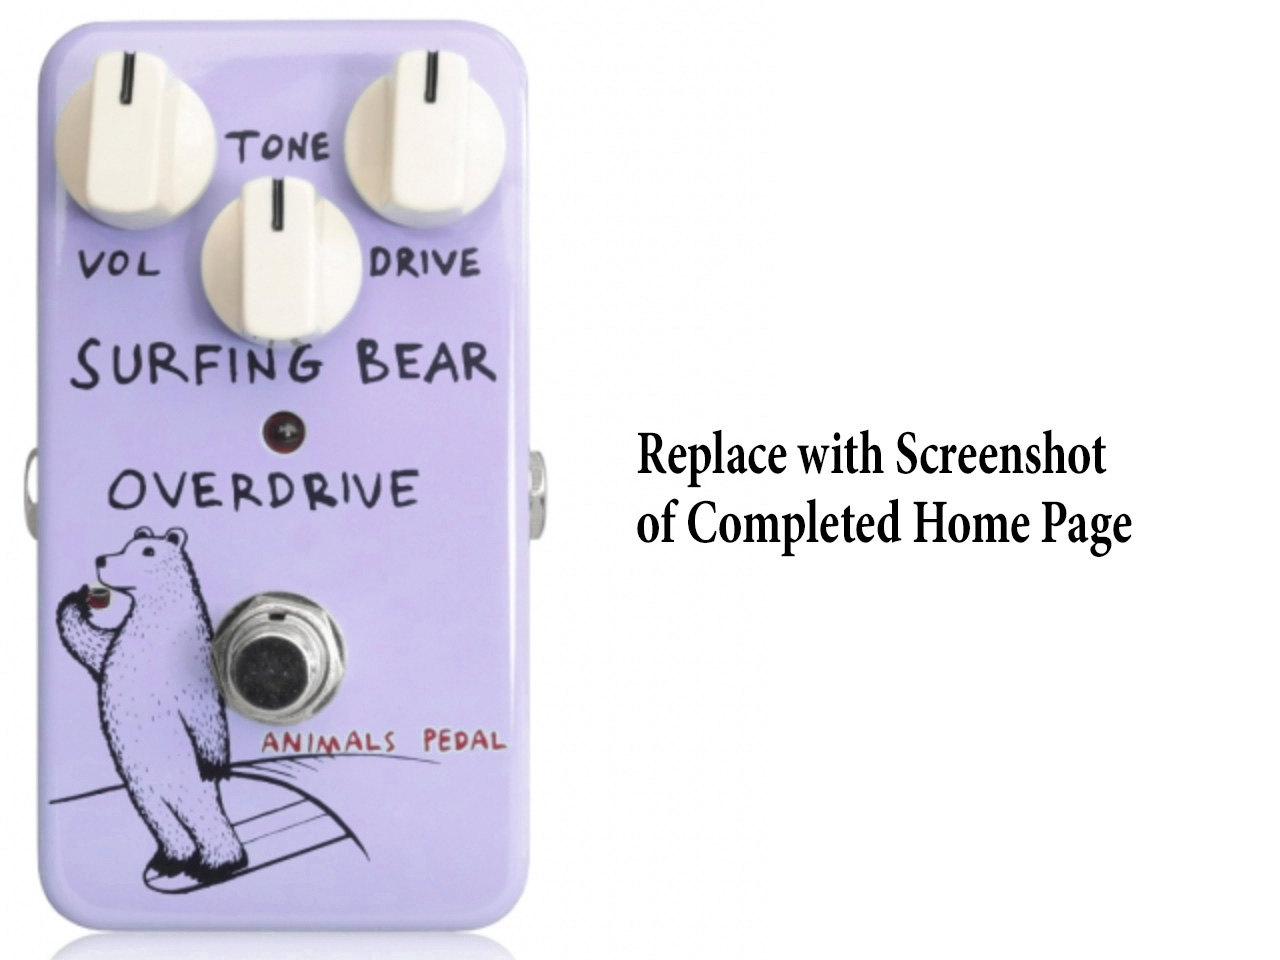 TONE
VOL
DRIVE
SURFING BEAR
OVERDRIVE
ANIMALS PEDAL
Replace with Screenshot
of Completed Home Page